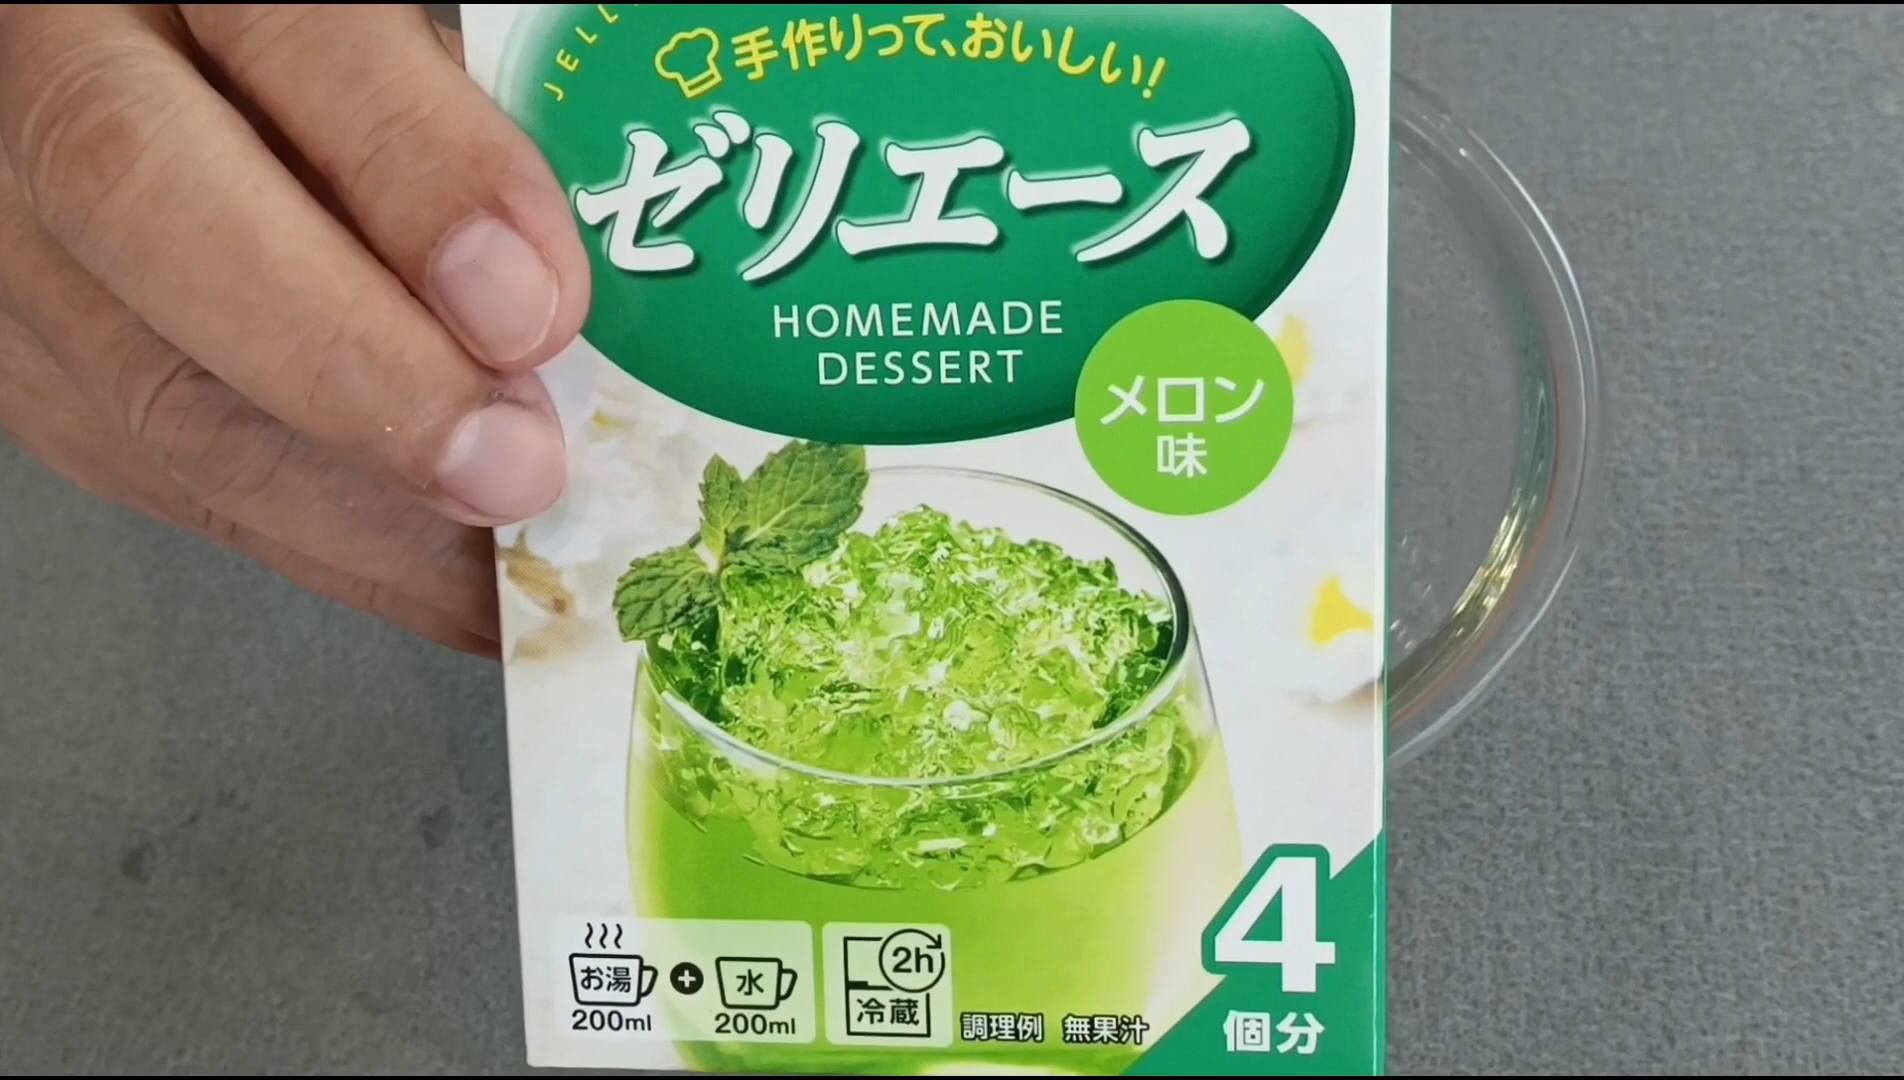 JELLY
手作りって、おいしい!
ゼリエース
HOMEMADE
DESSERT
メロン
味
お湯 + 水
200ml 200ml
2h
冷蔵
調理例 無果汁
4
個分